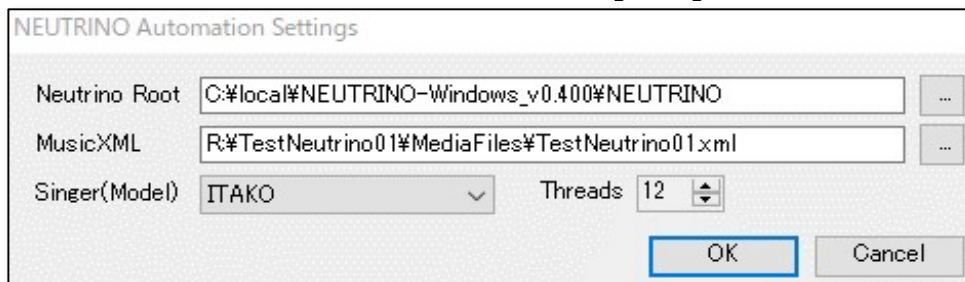 NEUTRINO Automation Settings
Neutrino Root C:¥local¥NEUTRINO-Windows_v0.400¥NEUTRINO ...
MusicXML R:¥TestNeutrino01¥MediaFiles¥TestNeutrino01.xml ...
Singer(Model) ITAKO Threads 12
OK Cancel